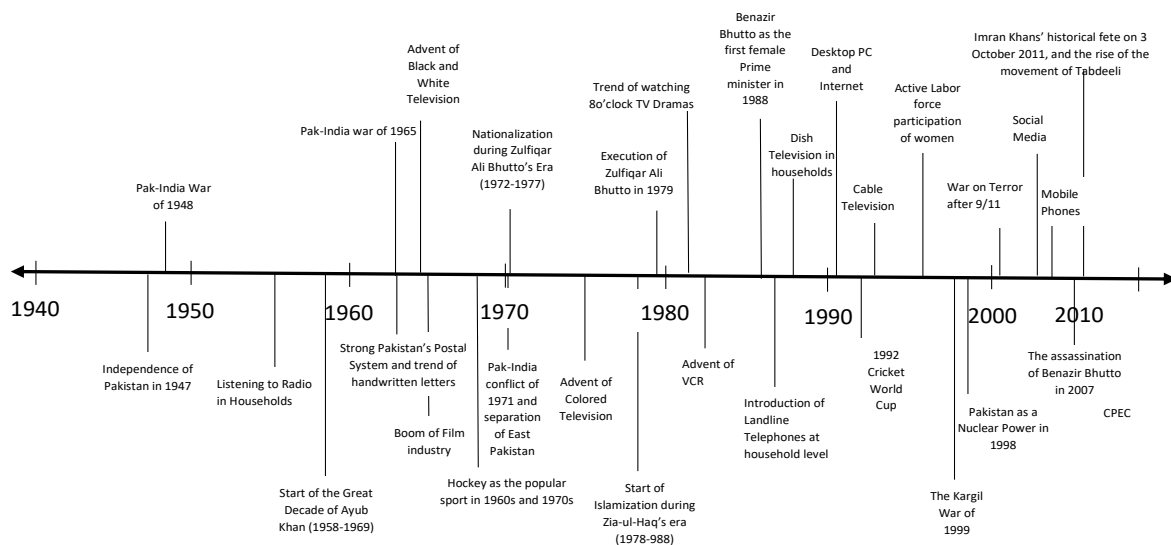 Benazir
Bhutto as the
first female
Prime
minister in
1988
Imran Khans' historical fete on 3
October 2011, and the rise of the
movement of Tabdeeli
Advent of
Black and
White
Television
Desktop PC
and
Internet
Trend of watching
8o'clock TV Dramas
Active Labor
force
participation
of women
Pak-India war of 1965
Nationalization
during Zulfiqar
Ali Bhutto's Era
(1972-1977)
Social
Media
Dish
Television in
households
Execution of
Zulfiqar Ali
Bhutto in 1979
Pak-India War
of 1948
Cable
Television
War on Terror
after 9/11
Mobile
Phones
1940
1950
1960
1970
1980
1990
2000
2010
Independence of
Pakistan in 1947
Listening to Radio
in Households
Strong Pakistan's Postal
System and trend of
handwritten letters
Boom of Film
industry
Start of the Great
Decade of Ayub
Khan (1958-1969)
Pak-India
conflict of
1971 and
separation
of East
Pakistan
Hockey as the popular
sport in 1960s and 1970s
Advent of
Colored
Television
Start of
Islamization during
Zia-ul-Haq's era
(1978-988)
Advent of
VCR
Introduction of
Landline
Telephones at
household level
1992
Cricket
World
Cup
The assassination
of Benazir Bhutto
in 2007
Pakistan as a
Nuclear Power in
1998
CPEC
The Kargil
War of
1999